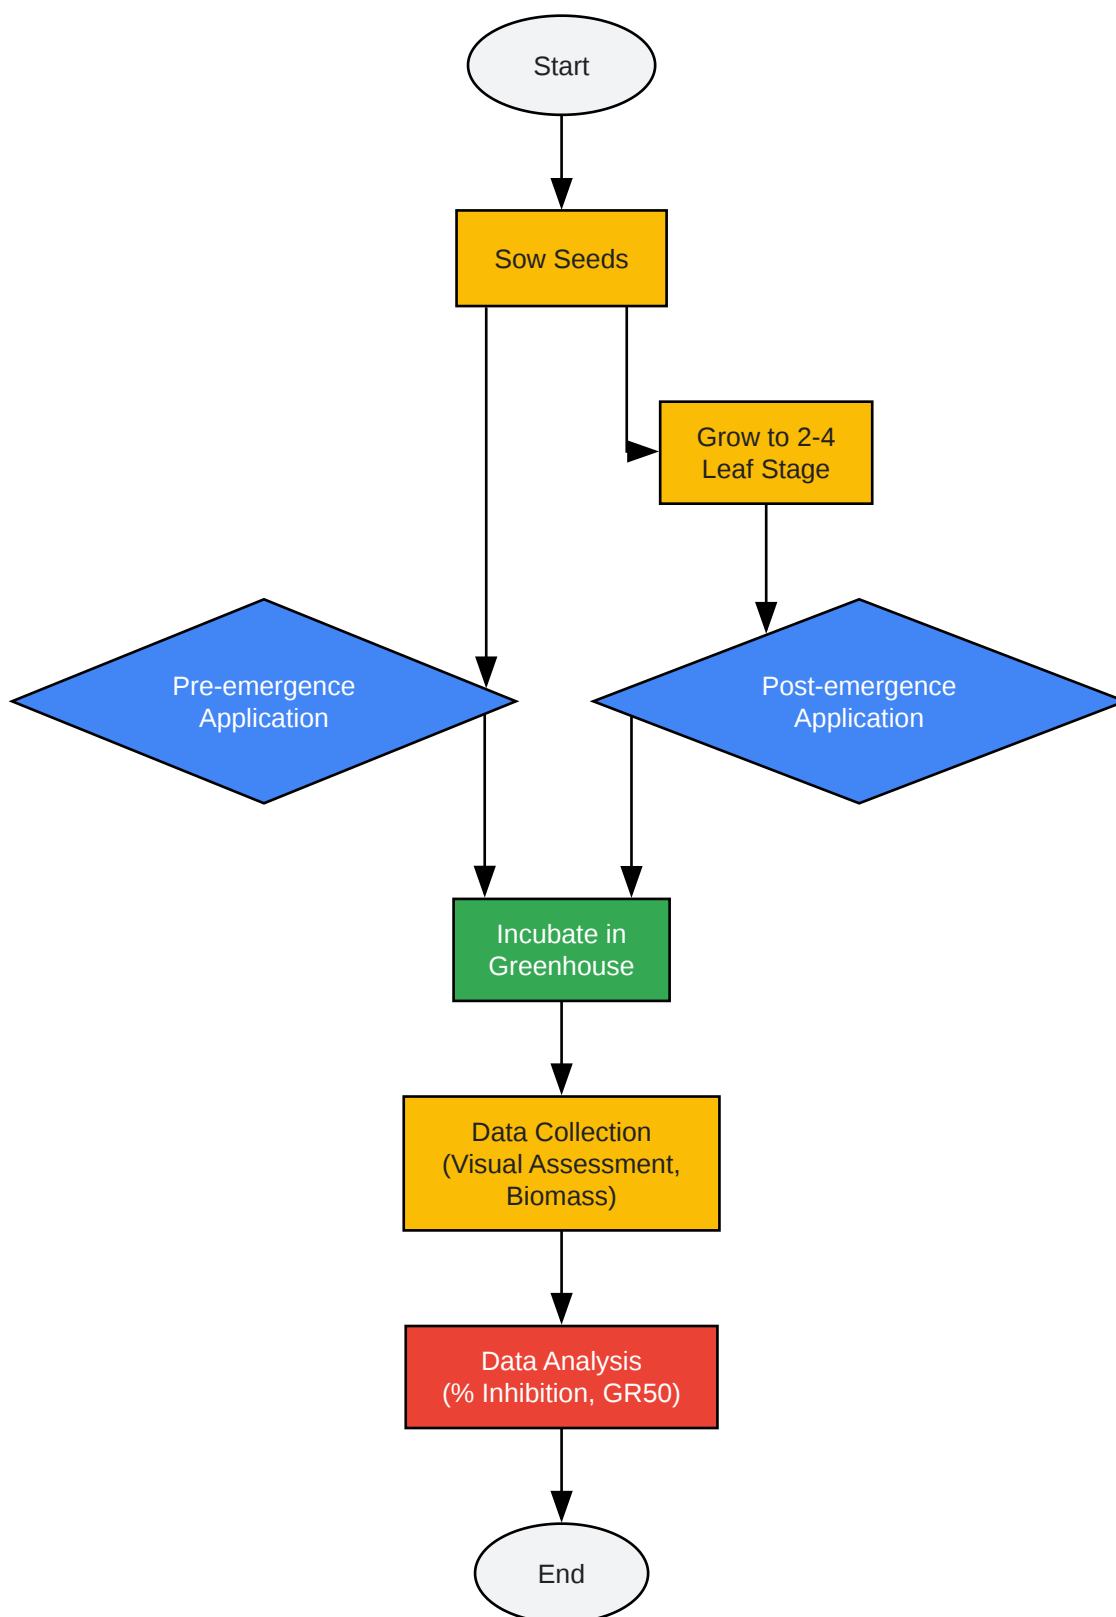 Start
Sow Seeds
Grow to 2-4
Leaf Stage
Pre-emergence
Application
Post-emergence
Application
Incubate in
Greenhouse
Data Collection
(Visual Assessment,
Biomass)
Data Analysis
(% Inhibition, GR50)
End